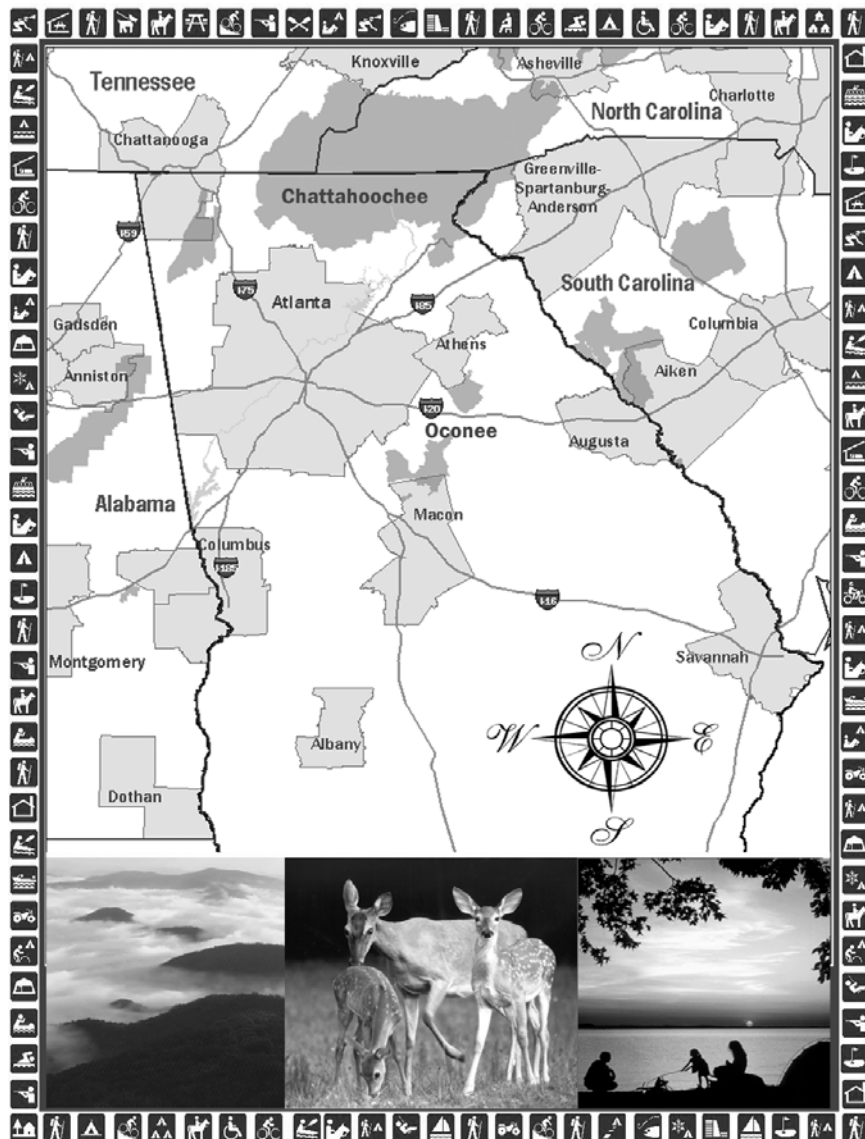 Knoxville
Asheville
Tennessee
Charlotte
North Carolina
Chattanooga
Greenville-
Spartanburg-
Anderson
Chattahoochee
I-59
South Carolina
I-75
Atlanta
I-85
Gadsden
Columbia
Athens
Anniston
Aiken
I-20
Oconee
Augusta
Alabama
Macon
Columbus
I-185
I-16
Montgomery
Savannah
N
W
E
S
Albany
Dothan